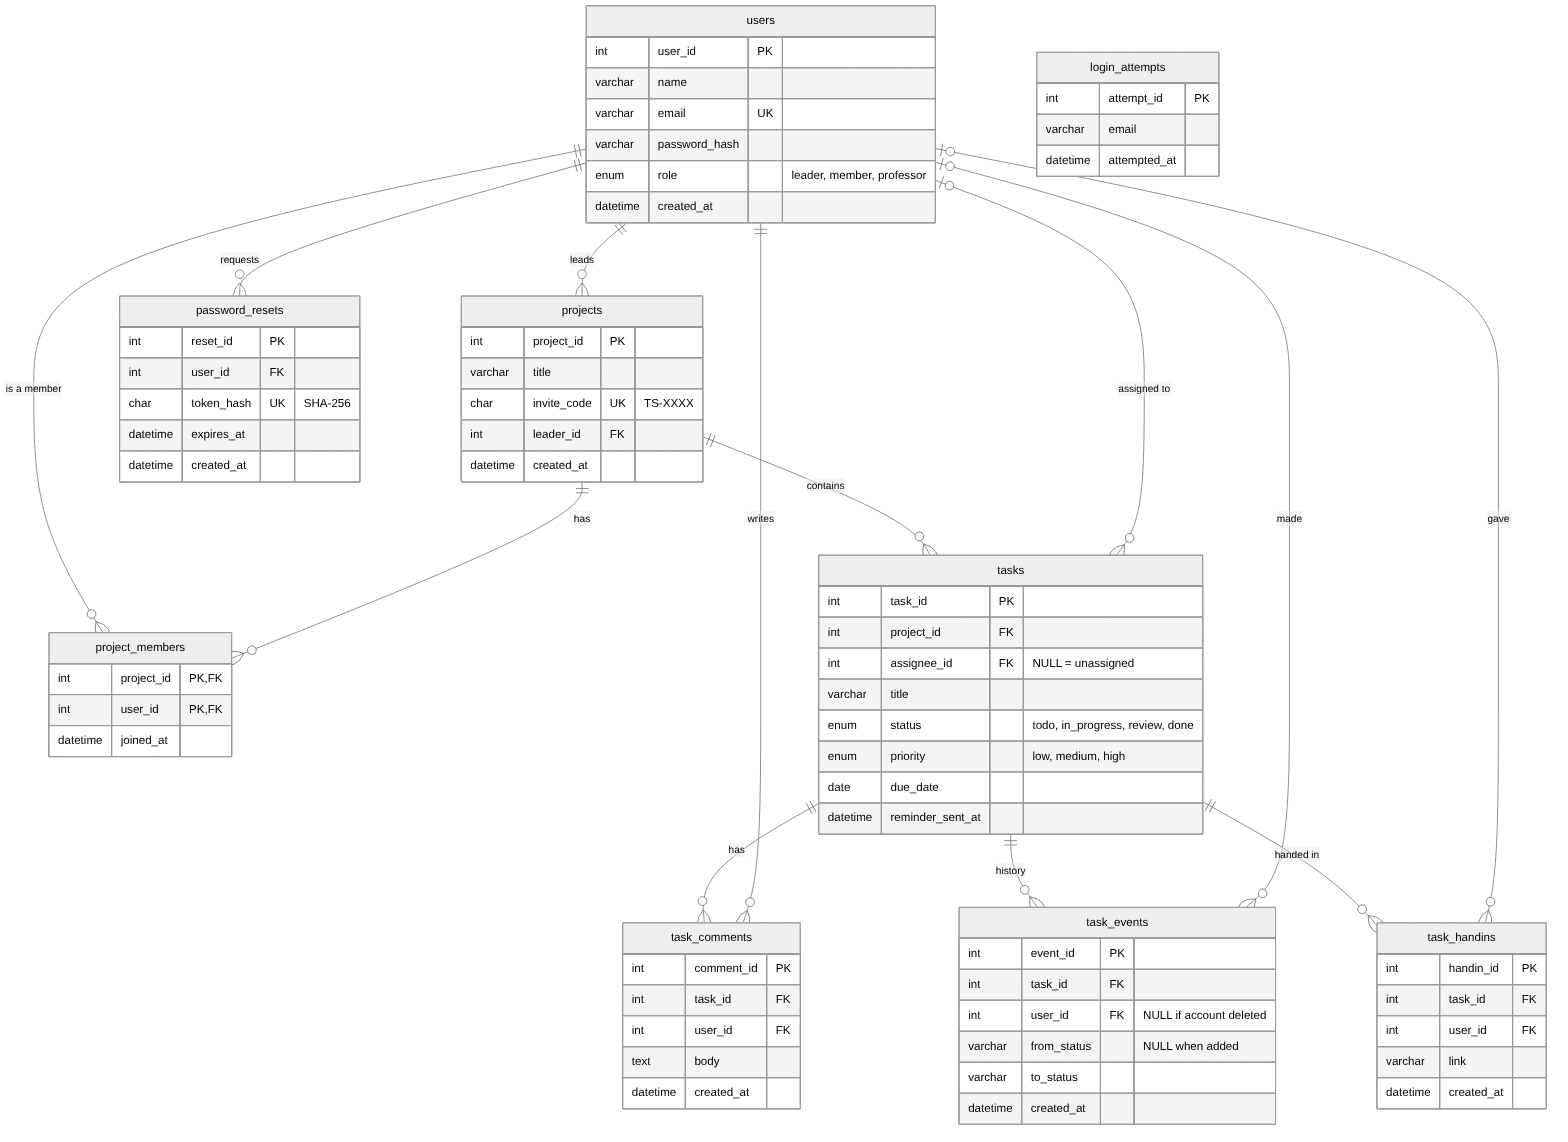 users
int user_id PK
varchar name
varchar email UK
varchar password_hash
enum role leader, member, professor
datetime created_at
login_attempts
int attempt_id PK
varchar email
datetime attempted_at
requests
leads
password_resets
int reset_id PK
int user_id FK
char token_hash UK SHA-256
datetime expires_at
datetime created_at
projects
int project_id PK
varchar title
char invite_code UK TS-XXXX
int leader_id FK
datetime created_at
is a member
assigned to
contains
has
writes
made
gave
tasks
int task_id PK
int project_id FK
int assignee_id FK NULL = unassigned
varchar title
enum status todo, in_progress, review, done
enum priority low, medium, high
date due_date
datetime reminder_sent_at
project_members
int project_id PK,FK
int user_id PK,FK
datetime joined_at
has
history
handed in
task_comments
int comment_id PK
int task_id FK
int user_id FK
text body
datetime created_at
task_events
int event_id PK
int task_id FK
int user_id FK NULL if account deleted
varchar from_status NULL when added
varchar to_status
datetime created_at
task_handins
int handin_id PK
int task_id FK
int user_id FK
varchar link
datetime created_at